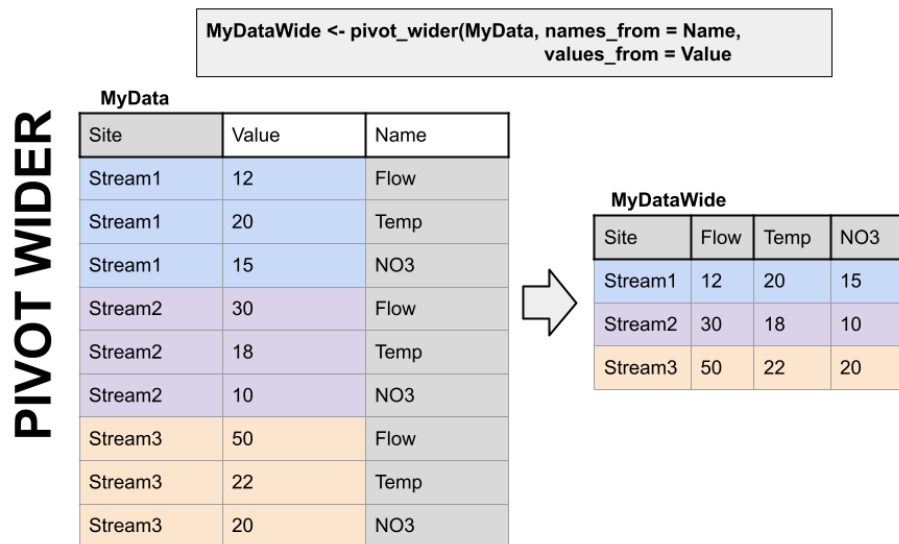 MyDataWide <- pivot_wider(MyData, names_from = Name,
values_from = Value
PIVOT WIDER
MyData
Site Value Name
Stream1 12 Flow
Stream1 20 Temp
Stream1 15 NO3
Stream2 30 Flow
Stream2 18 Temp
Stream2 10 NO3
Stream3 50 Flow
Stream3 22 Temp
Stream3 20 NO3
MyDataWide
Site Flow Temp NO3
Stream1 12 20 15
Stream2 30 18 10
Stream3 50 22 20